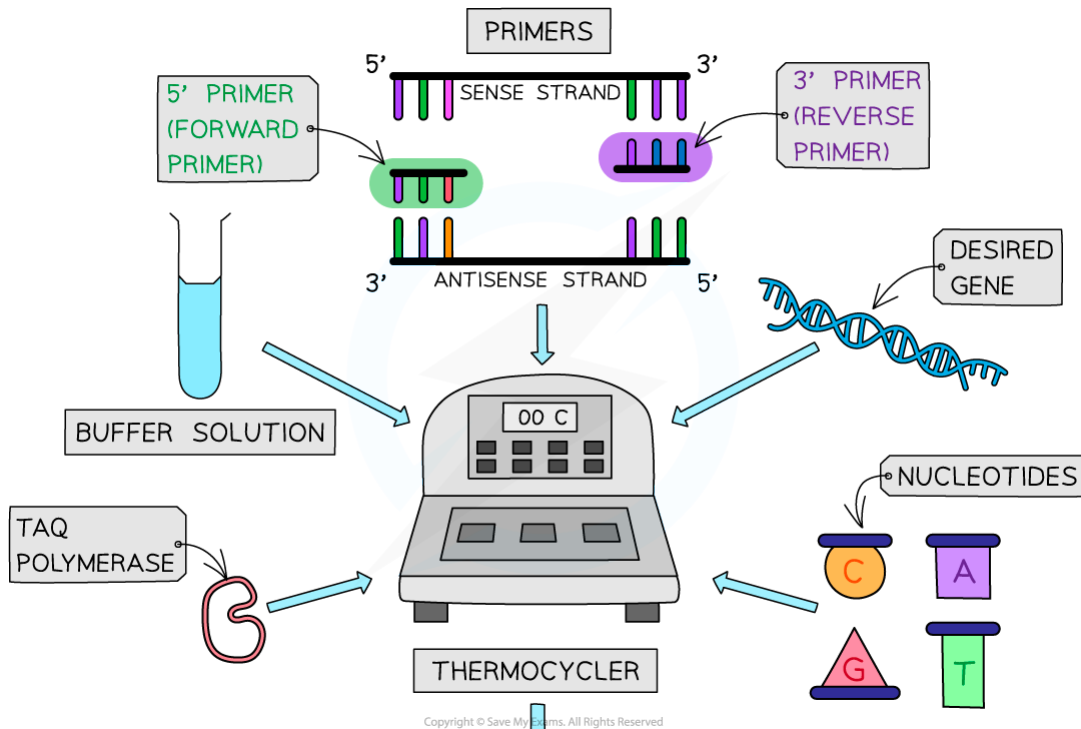 PRIMERS
5’
3’
SENSE STRAND
5’ PRIMER
(FORWARD
PRIMER)
3’ PRIMER
(REVERSE
PRIMER)
3’
ANTISENSE STRAND
5’
DESIRED
GENE
BUFFER SOLUTION
00 C
NUCLEOTIDES
TAQ
POLYMERASE
C
A
G
T
THERMOCYCLER
Copyright © Save My Exams. All Rights Reserved